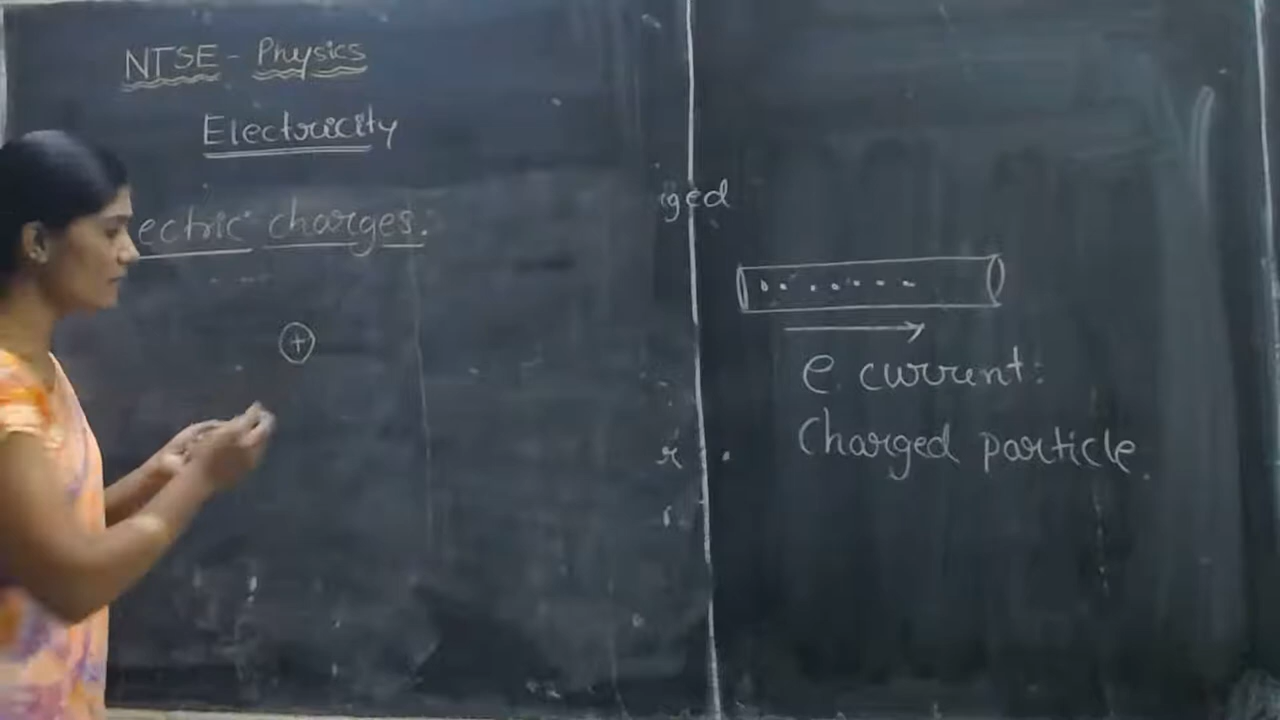 NTSE - Physics
Electricity
ectric charges.
+
ged
r
e current:
Charged particle.